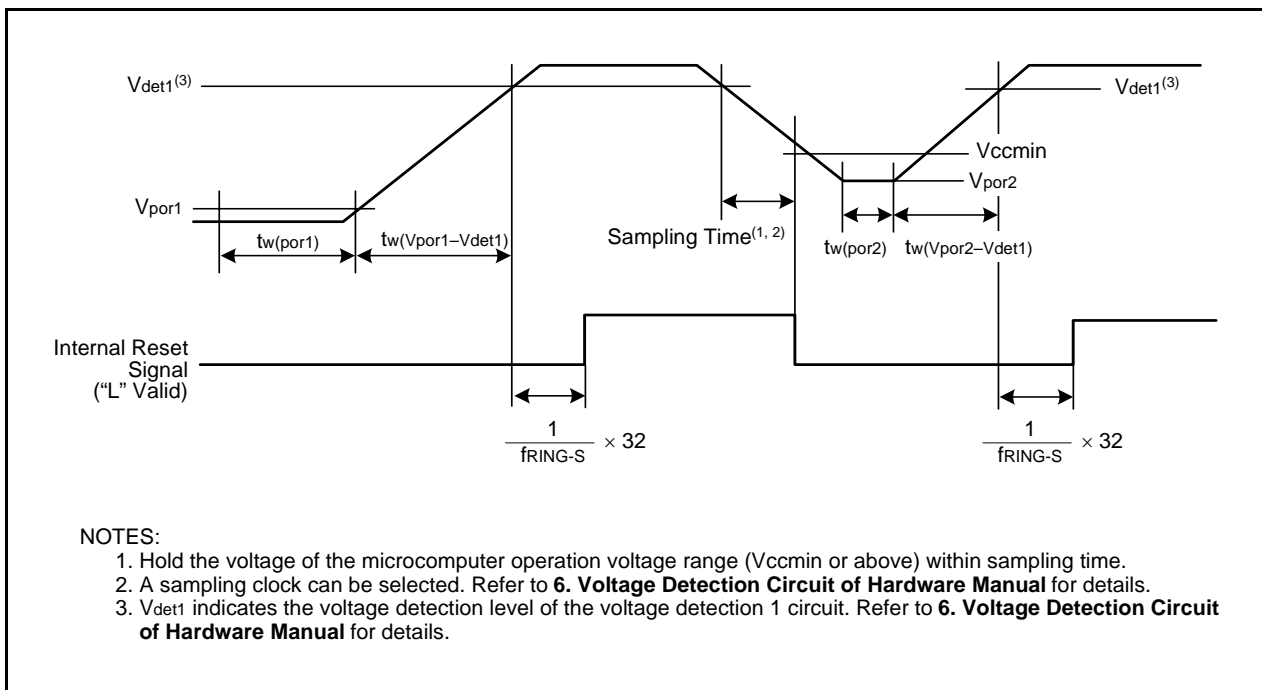 Vdet1(3)
Vdet1(3)
Vccmin
Vpor2
Vpor1
tw(por1)
tw(Vpor1–Vdet1)
Sampling Time(1, 2)
tw(por2)
tw(Vpor2–Vdet1)
Internal Reset
Signal
(“L” Valid)
1
fRING-S
× 32
1
fRING-S
× 32
NOTES:
1. Hold the voltage of the microcomputer operation voltage range (Vccmin or above) within sampling time.
2. A sampling clock can be selected. Refer to 6. Voltage Detection Circuit of Hardware Manual for details.
3. Vdet1 indicates the voltage detection level of the voltage detection 1 circuit. Refer to 6. Voltage Detection Circuit
of Hardware Manual for details.